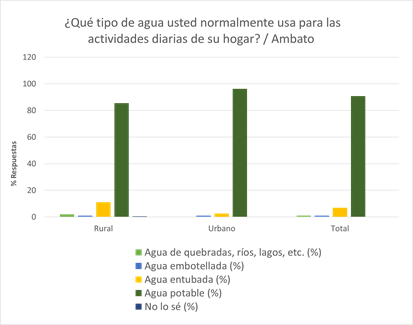 ¿Qué tipo de agua usted normalmente usa para las
actividades diarias de su hogar? / Ambato
120
100
80
60
40
20
0
% Respuestas
Rural
Urbano
Total
Agua de quebradas, ríos, lagos, etc. (%)
Agua embotellada (%)
Agua entubada (%)
Agua potable (%)
No lo sé (%)